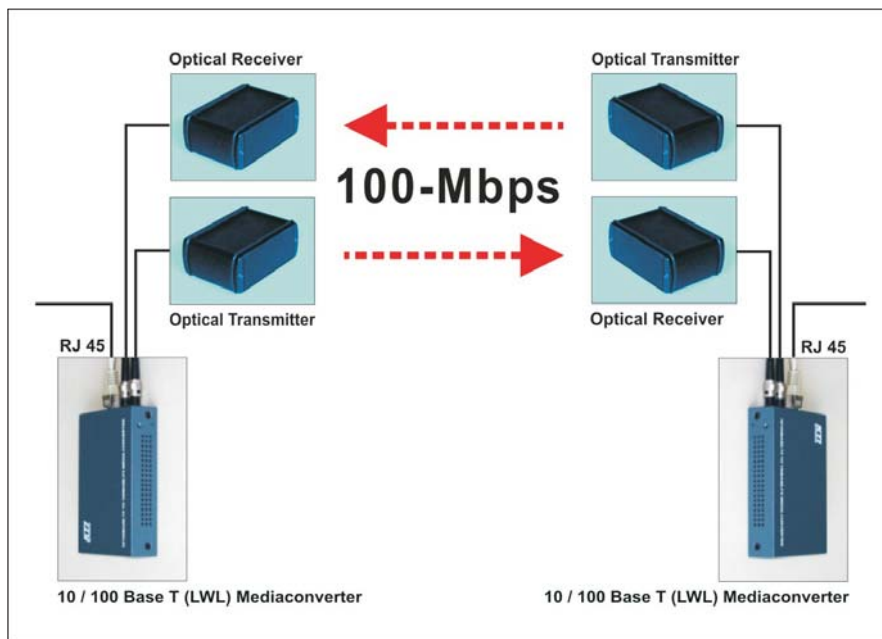 Optical Receiver
Optical Transmitter
100-Mbps
Optical Transmitter
Optical Receiver
RJ 45
RJ 45
10 / 100 Base T (LWL) Mediaconverter
10 / 100 Base T (LWL) Mediaconverter